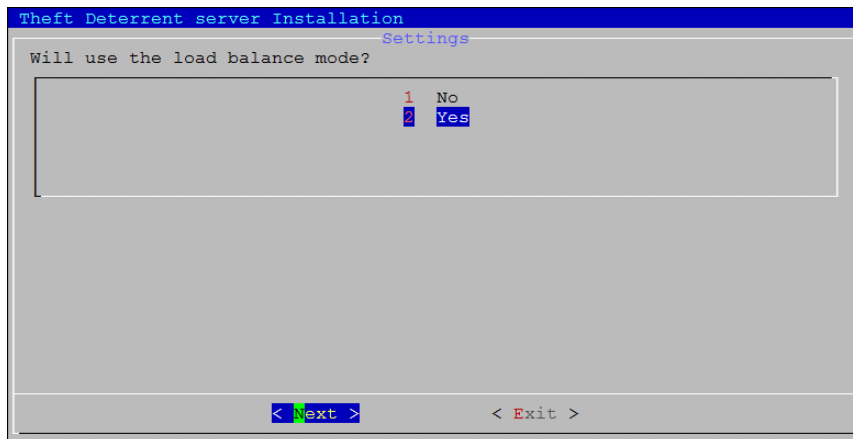 Theft Deterrent server Installation
Settings
Will use the load balance mode?
1 No
2 Yes
< Next > < Exit >